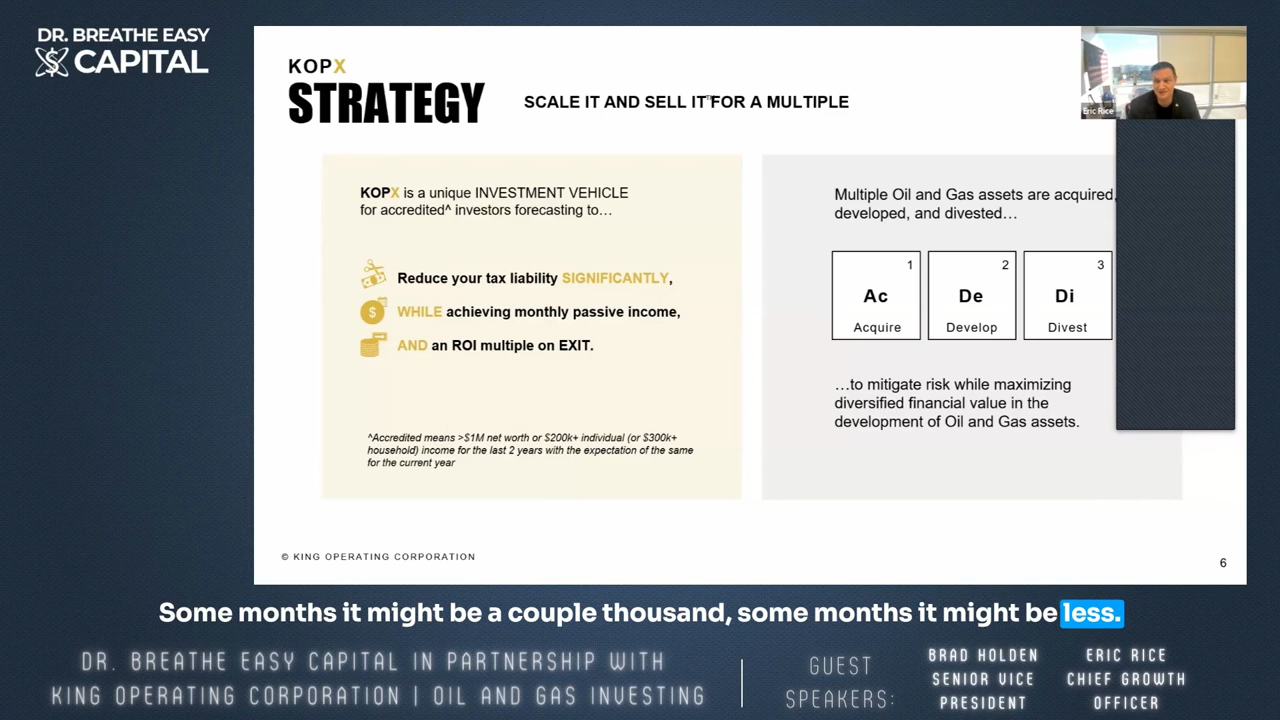 DR. BREATHE EASY
CAPITAL
KOPX
STRATEGY
SCALE IT AND SELL IT FOR A MULTIPLE
Eric Rice
KOPX is a unique INVESTMENT VEHICLE
for accredited^ investors forecasting to…
Reduce your tax liability SIGNIFICANTLY,
WHILE achieving monthly passive income,
AND an ROI multiple on EXIT.
^Accredited means >$1M net worth or $200k+ individual (or $300k+
household) income for the last 2 years with the expectation of the same
for the current year
Multiple Oil and Gas assets are acquired,
developed, and divested…
1
Ac
Acquire
2
De
Develop
3
Di
Divest
…to mitigate risk while maximizing
diversified financial value in the
development of Oil and Gas assets.
© KING OPERATING CORPORATION
6
Some months it might be a couple thousand, some months it might be less.
DR. BREATHE EASY CAPITAL IN PARTNERSHIP WITH
KING OPERATING CORPORATION | OIL AND GAS INVESTING
GUEST
SPEAKERS:
BRAD HOLDEN
SENIOR VICE
PRESIDENT
ERIC RICE
CHIEF GROWTH
OFFICER